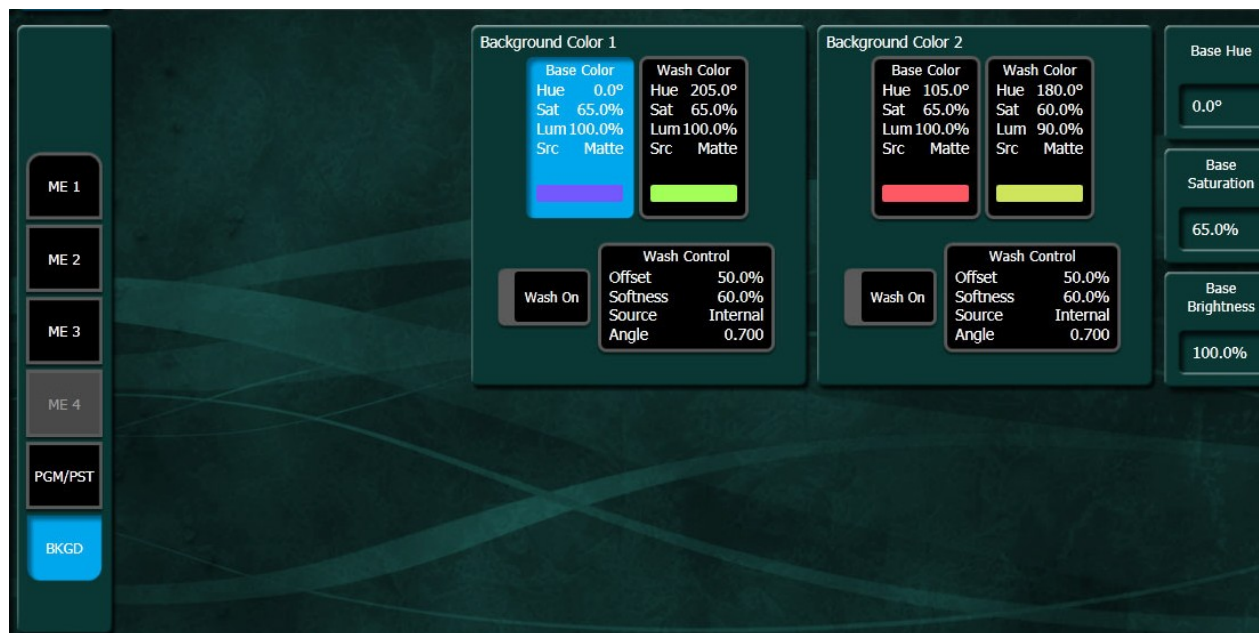 ME 1
ME 2
ME 3
ME 4
PGM/PST
BKGD
Background Color 1
Base Color
Hue 0.0°
Sat 65.0%
Lum 100.0%
Src Matte
Wash Color
Hue 205.0°
Sat 65.0%
Lum 100.0%
Src Matte
Wash On
Wash Control
Offset 50.0%
Softness 60.0%
Source Internal
Angle 0.700
Background Color 2
Base Color
Hue 105.0°
Sat 65.0%
Lum 100.0%
Src Matte
Wash Color
Hue 180.0°
Sat 60.0%
Lum 90.0%
Src Matte
Wash On
Wash Control
Offset 50.0%
Softness 60.0%
Source Internal
Angle 0.700
Base Hue
0.0°
Base
Saturation
65.0%
Base
Brightness
100.0%